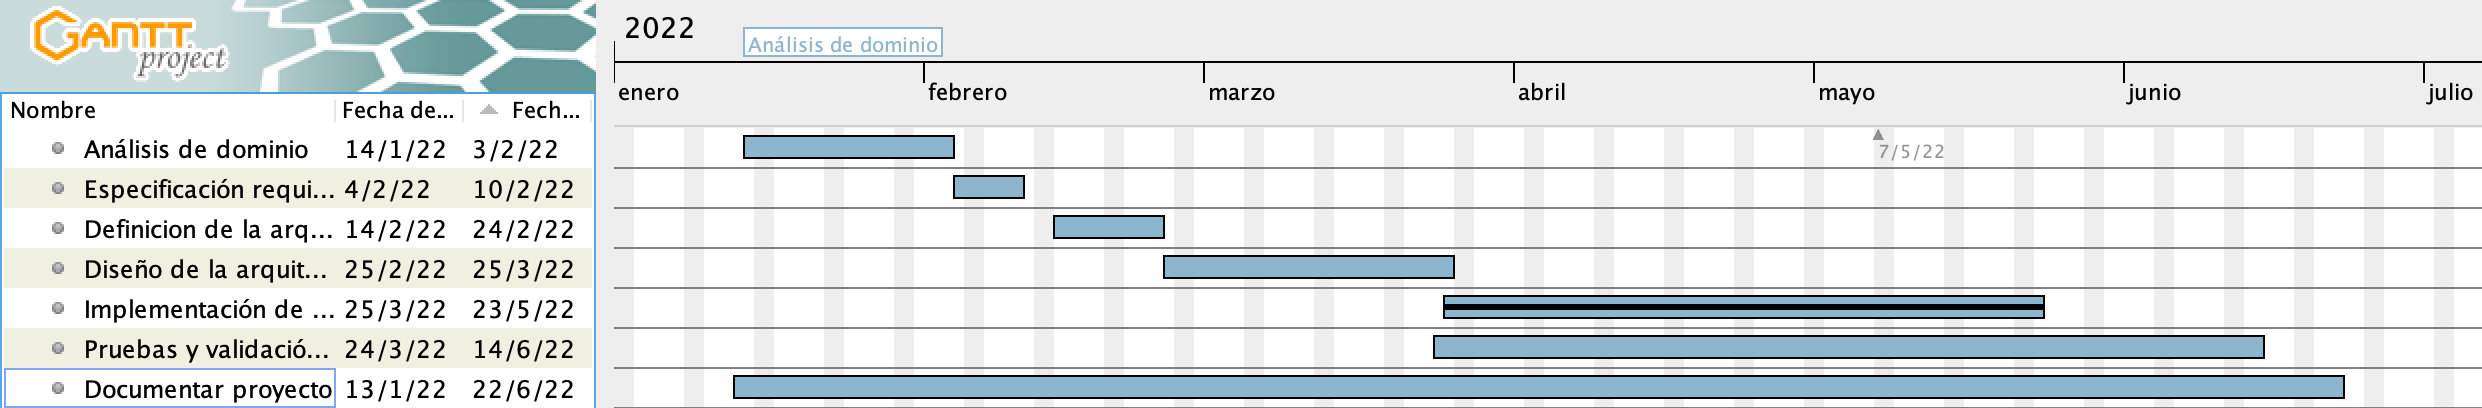 GANTT
project
2022
Análisis de dominio
enero febrero marzo abril mayo junio julio
Nombre Fecha de... Fech...
Análisis de dominio 14/1/22 3/2/22
7/5/22
Especificación requi... 4/2/22 10/2/22
Definicion de la arq... 14/2/22 24/2/22
Diseño de la arquit... 25/2/22 25/3/22
Implementación de ... 25/3/22 23/5/22
Pruebas y validació... 24/3/22 14/6/22
Documentar proyecto 13/1/22 22/6/22